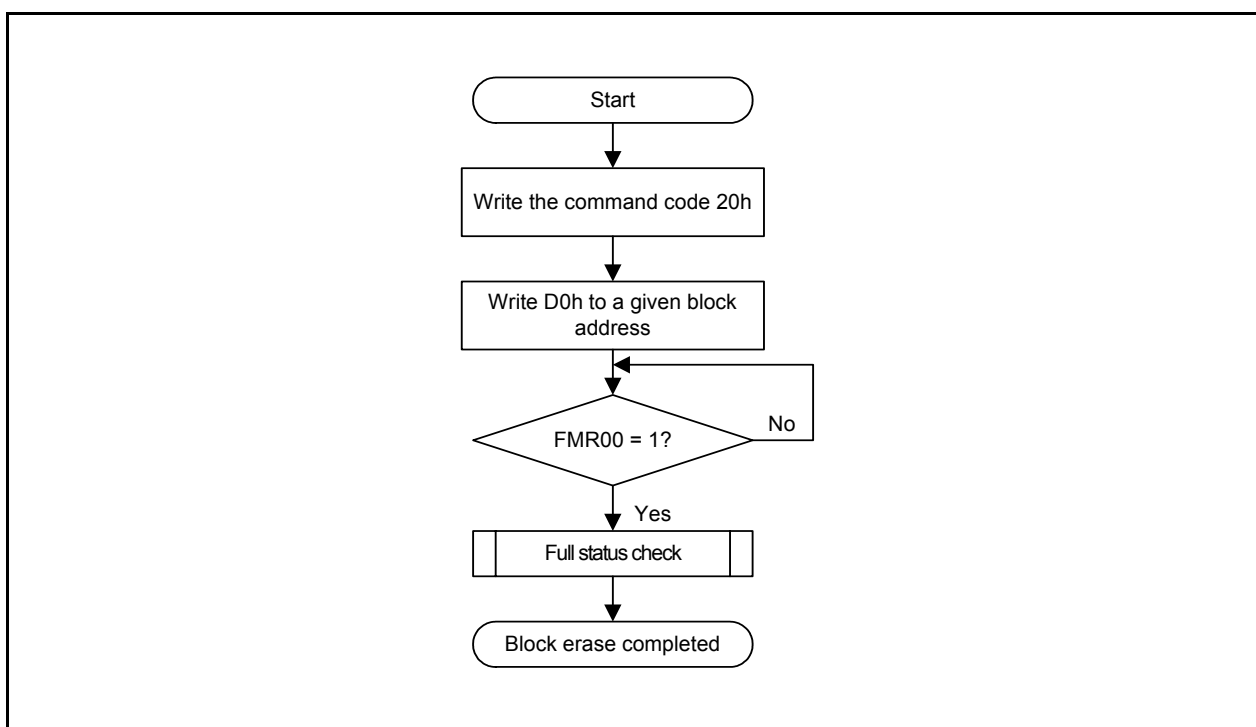 Start
Write the command code 20h
Write D0h to a given block
address
No
FMR00 = 1?
Yes
Full status check
Block erase completed